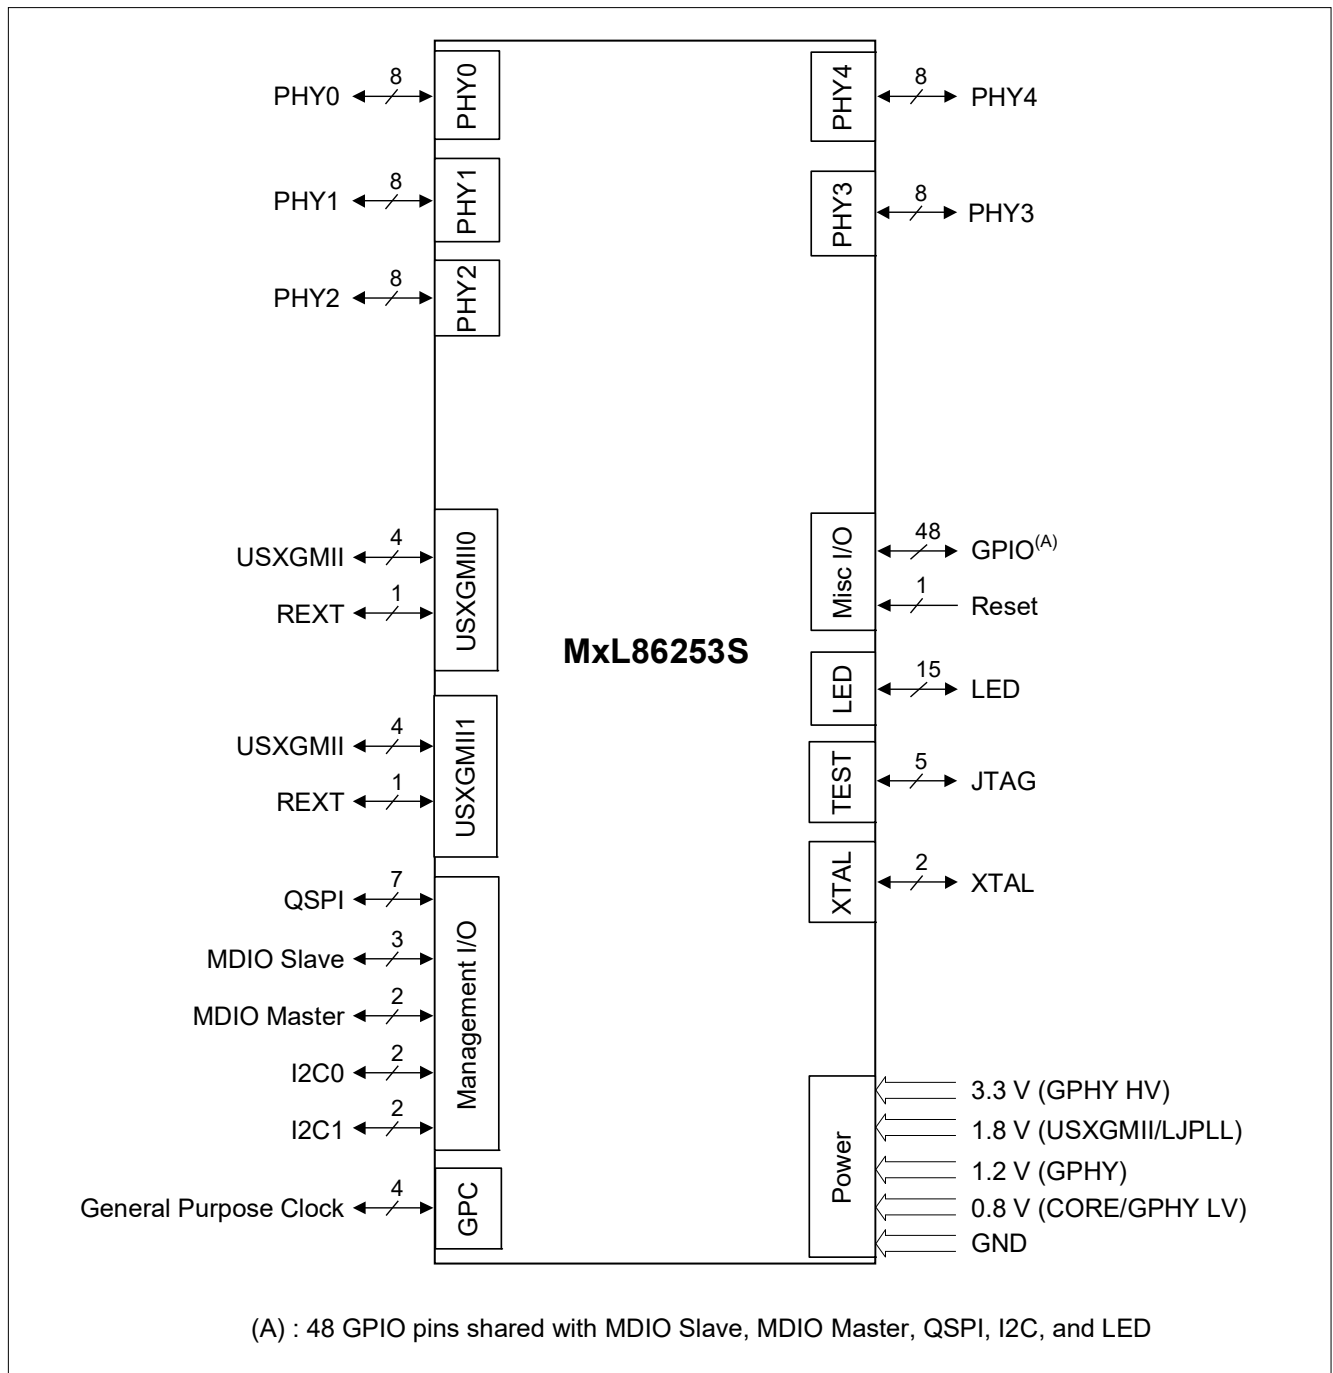 PHY0
8
PHY0
PHY1
8
PHY1
PHY2
8
PHY2
USXGMII
4
REXT
1
USXGMII0
USXGMII
4
REXT
1
USXGMII1
QSPI
7
MDIO Slave
3
MDIO Master
2
I2C0
2
I2C1
2
Management I/O
General Purpose Clock
4
GPC
MxL86253S
PHY4
8
PHY4
PHY3
8
PHY3
Misc I/O
48
GPIO(A)
1
Reset
LED
15
LED
TEST
5
JTAG
XTAL
2
XTAL
Power
3.3 V (GPHY HV)
1.8 V (USXGMII/LJPLL)
1.2 V (GPHY)
0.8 V (CORE/GPHY LV)
GND
(A) : 48 GPIO pins shared with MDIO Slave, MDIO Master, QSPI, I2C, and LED